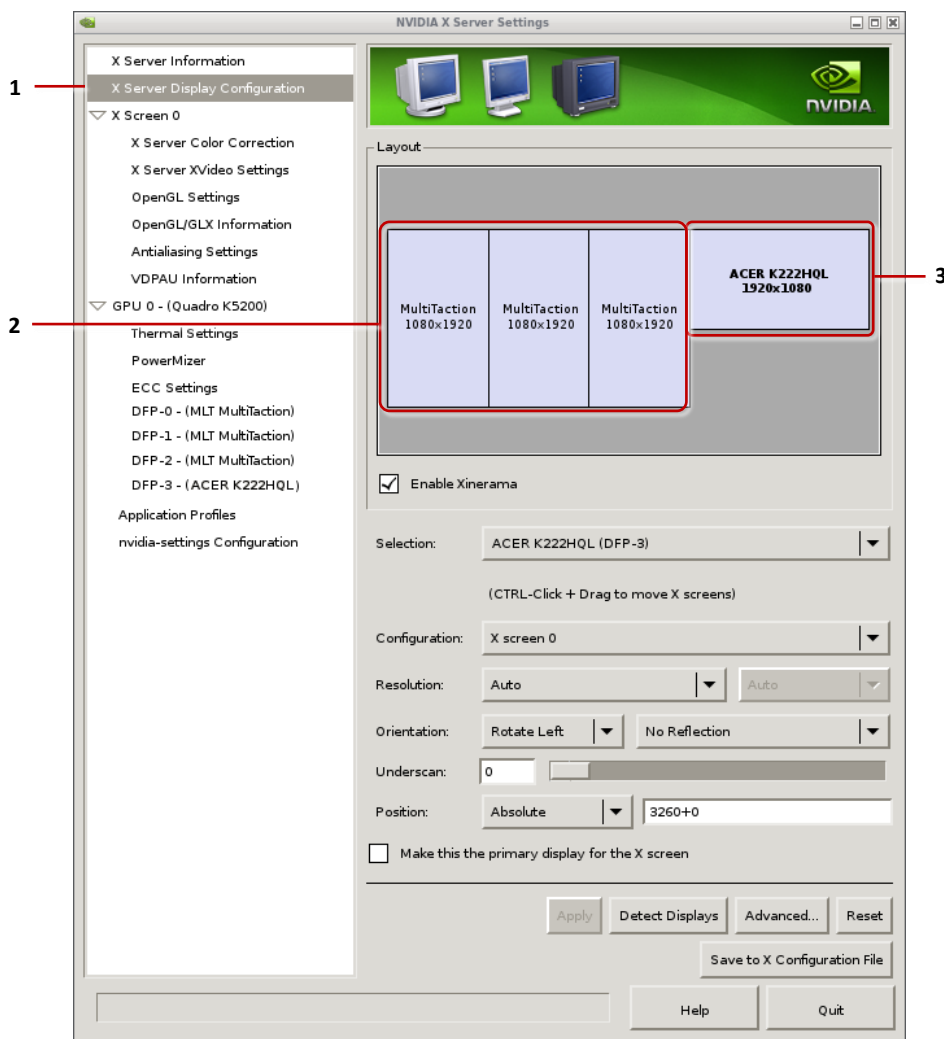 NVIDIA X Server Settings
X Server Information
1
X Server Display Configuration
X Screen 0
X Server Color Correction
X Server XVideo Settings
OpenGL Settings
OpenGL/GLX Information
Antialiasing Settings
VDPAU Information
GPU 0 - (Quadro K5200)
2
Thermal Settings
PowerMizer
ECC Settings
DFP-0 - (MLT MultiTaction)
DFP-1 - (MLT MultiTaction)
DFP-2 - (MLT MultiTaction)
DFP-3 - (ACER K222HQL)
Application Profiles
nvidia-settings Configuration
NVIDIA.
Layout
MultiTaction
1080x1920
MultiTaction
1080x1920
MultiTaction
1080x1920
ACER K222HQL
1920x1080
3
Enable Xinerama
Selection: ACER K222HQL (DFP-3)
(CTRL-Click + Drag to move X screens)
Configuration: X screen 0
Resolution: Auto Auto
Orientation: Rotate Left No Reflection
Underscan: 0
Position: Absolute 3260+0
Make this the primary display for the X screen
Apply Detect Displays Advanced... Reset
Save to X Configuration File
Help Quit